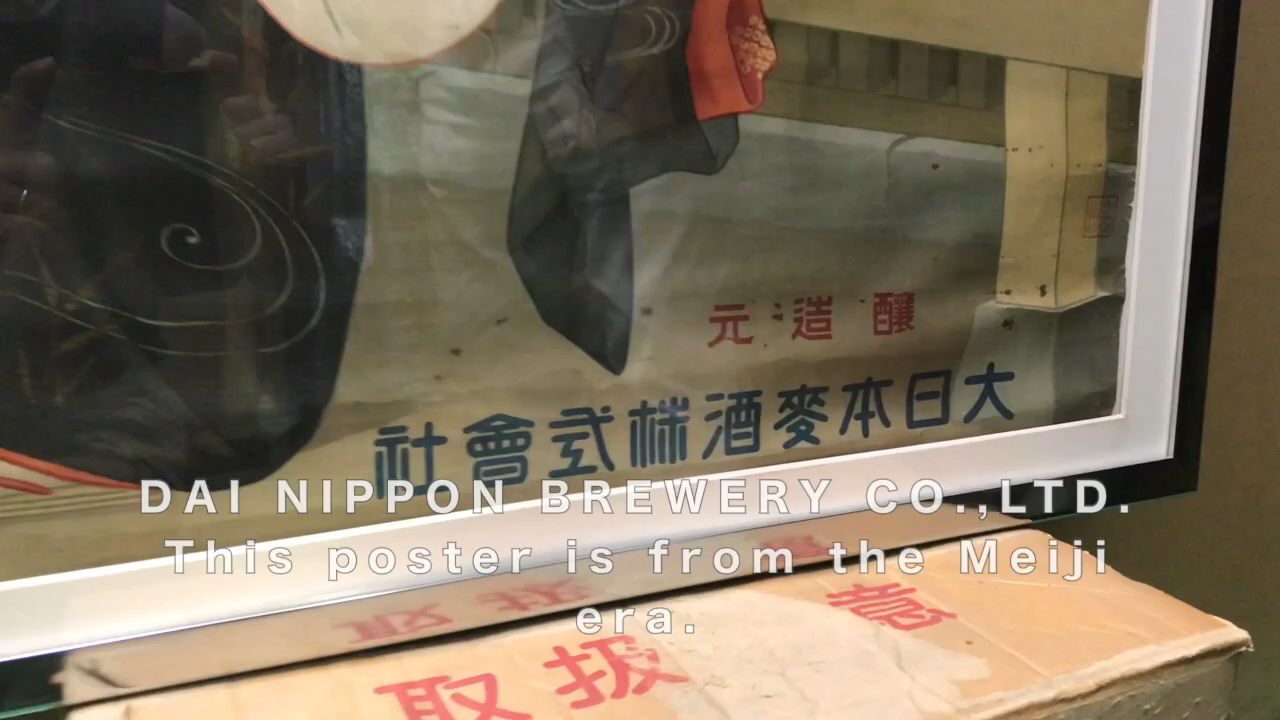 釀造元
大日本麥酒株式會社
DAI NIPPON BREWERY CO.,LTD.
This poster is from the Meiji
era.
取扱 意